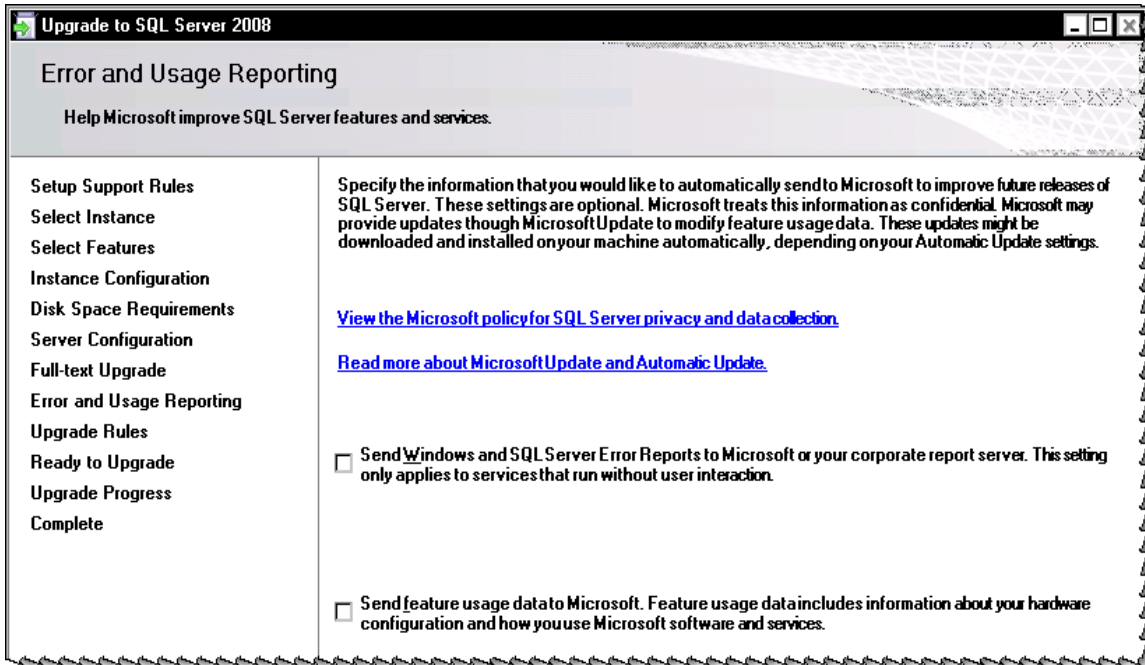 Upgrade to SQL Server 2008
Error and Usage Reporting
Help Microsoft improve SQL Server features and services.
Setup Support Rules
Select Instance
Select Features
Instance Configuration
Disk Space Requirements
Server Configuration
Full-text Upgrade
Error and Usage Reporting
Upgrade Rules
Ready to Upgrade
Upgrade Progress
Complete
Specify the information that you would like to automatically send to Microsoft to improve future releases of
SQL Server. These settings are optional. Microsoft treats this information as confidential. Microsoft may
provide updates though Microsoft Update to modify feature usage data. These updates might be
downloaded and installed on your machine automatically, depending on your Automatic Update settings.
View the Microsoft policy for SQL Server privacy and data collection.
Read more about Microsoft Update and Automatic Update.
Send Windows and SQL Server Error Reports to Microsoft or your corporate report server. This setting
only applies to services that run without user interaction.
Send feature usage data to Microsoft. Feature usage data includes information about your hardware
configuration and how you use Microsoft software and services.